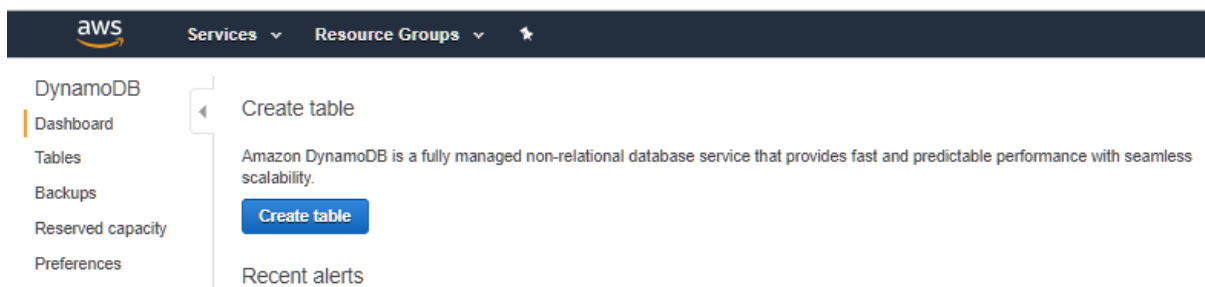 aws Services Resource Groups
DynamoDB
Dashboard
Tables
Backups
Reserved capacity
Preferences
Create table
Amazon DynamoDB is a fully managed non-relational database service that provides fast and predictable performance with seamless
scalability.
Create table
Recent alerts